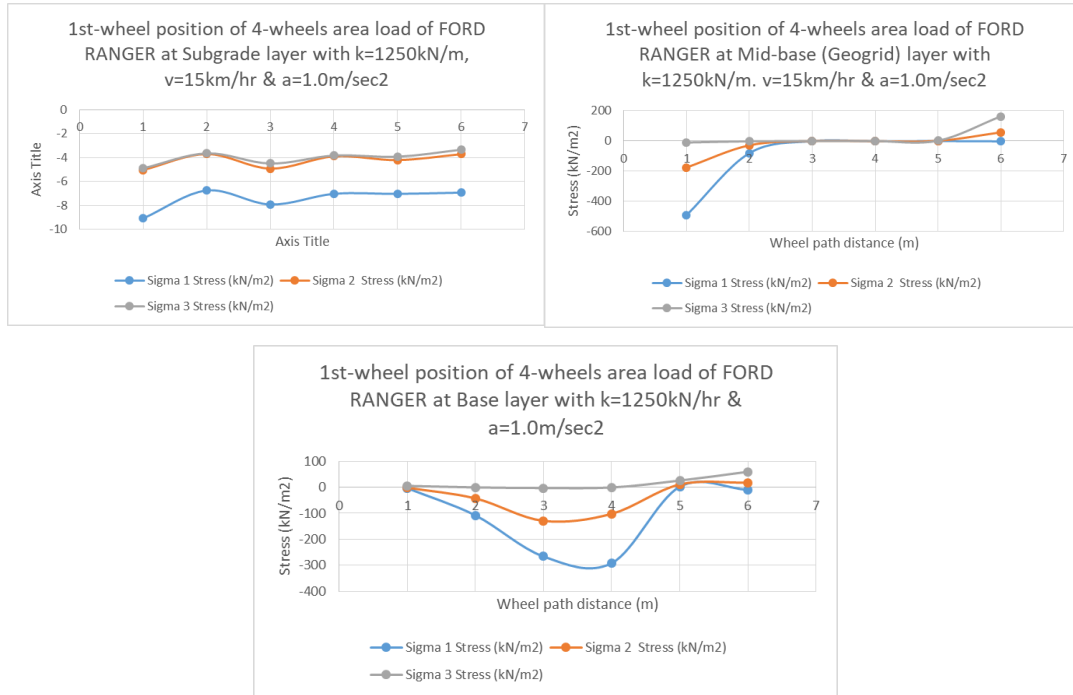 1st-wheel position of 4-wheels area load of FORD
RANGER at Subgrade layer with k=1250kN/m,
v=15km/hr & a=1.0m/sec2
0
0 1 2 3 4 5 6 7
-2
-4
-6
-8
-10
Axis Title
Axis Title
Sigma 1 Stress (kN/m2) Sigma 2 Stress (kN/m2)
Sigma 3 Stress (kN/m2)
1st-wheel position of 4-wheels area load of FORD
RANGER at Mid-base (Geogrid) layer with
k=1250kN/m. v=15km/hr & a=1.0m/sec2
200
0
0 1 2 3 4 5 6 7
-200
-400
-600
Stress (kN/m2)
Wheel path distance (m)
Sigma 1 Stress (kN/m2) Sigma 2 Stress (kN/m2)
Sigma 3 Stress (kN/m2)
1st-wheel position of 4-wheels area load of FORD
RANGER at Base layer with k=1250kN/hr &
a=1.0m/sec2
100
0
0 1 2 3 4 5 6 7
-100
-200
-300
-400
Stress (kN/m2)
Wheel path distance (m)
Sigma 1 Stress (kN/m2) Sigma 2 Stress (kN/m2)
Sigma 3 Stress (kN/m2)